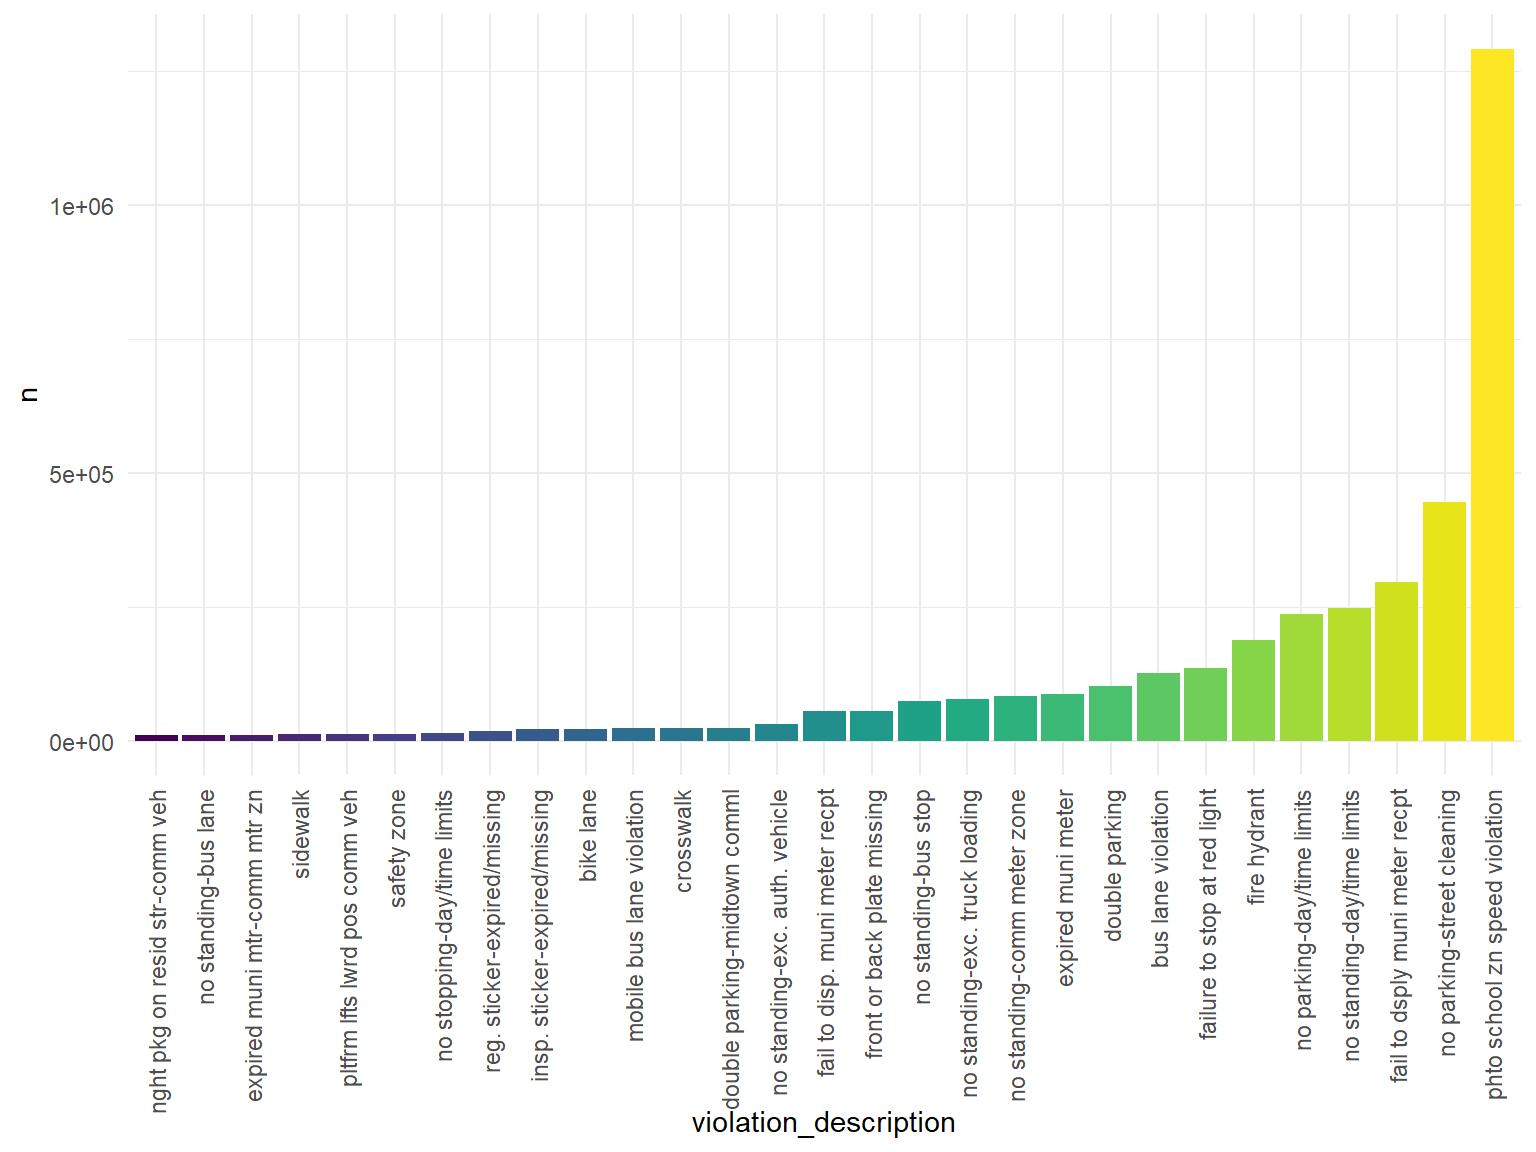 1e+06
5e+05
0e+00
n
nght pkg on resid str-comm veh
no standing-bus lane
expired muni mtr-comm mtr zn
sidewalk
pltfrm lfts lwrd pos comm veh
safety zone
no stopping-day/time limits
reg. sticker-expired/missing
insp. sticker-expired/missing
bike lane
mobile bus lane violation
crosswalk
double parking-midtown comml
no standing-exc. auth. vehicle
fail to disp. muni meter recpt
front or back plate missing
no standing-bus stop
no standing-exc. truck loading
no standing-comm meter zone
expired muni meter
double parking
bus lane violation
failure to stop at red light
fire hydrant
no parking-day/time limits
no standing-day/time limits
fail to dsply muni meter recpt
no parking-street cleaning
phto school zn speed violation
violation_description